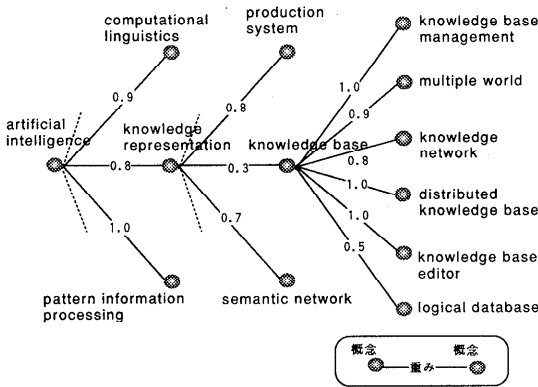 computational
linguistics
production
system
knowledge base
management
multiple world
knowledge
network
distributed
knowledge base
knowledge base
editor
logical database
artificial
intelligence
knowledge
representation
knowledge base
pattern information
processing
semantic network
0.9
0.8
1.0
0.8
0.3
0.7
1.0
0.9
0.8
1.0
1.0
0.5
概念
概念
重み